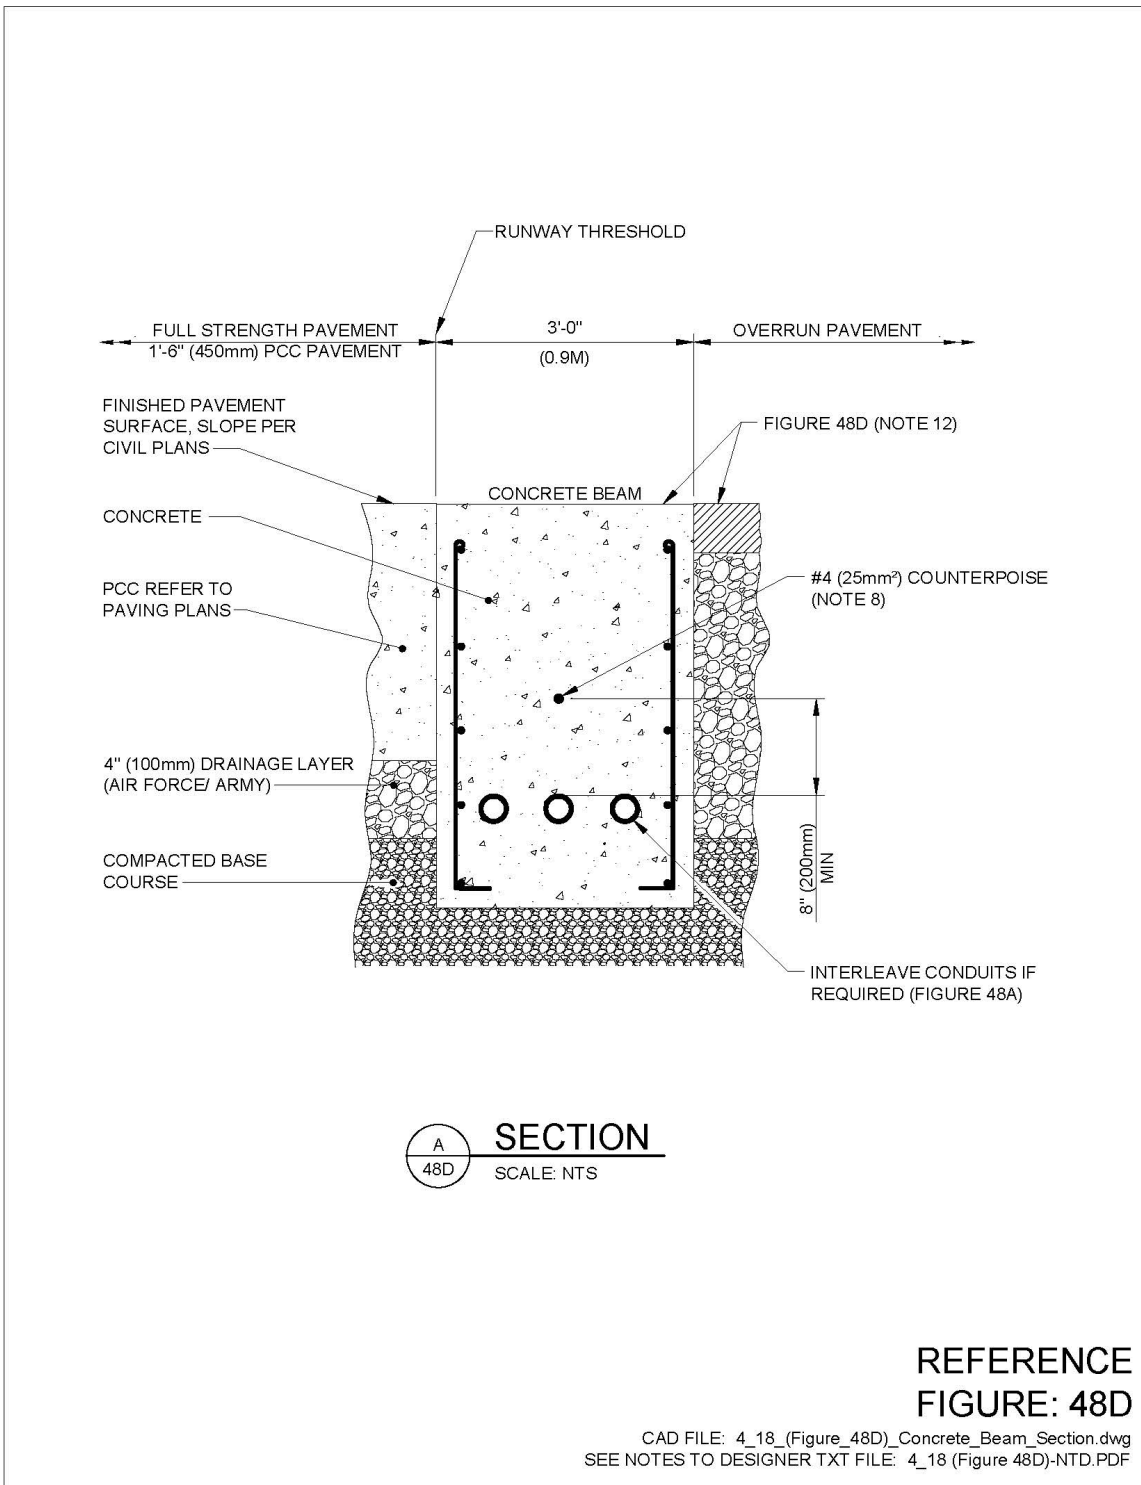 RUNWAY THRESHOLD
FULL STRENGTH PAVEMENT
1'-6" (450mm) PCC PAVEMENT
3'-0"
(0.9M)
OVERRUN PAVEMENT
FINISHED PAVEMENT
SURFACE, SLOPE PER
CIVIL PLANS
FIGURE 48D (NOTE 12)
CONCRETE BEAM
CONCRETE
#4 (25mm²) COUNTERPOISE
(NOTE 8)
PCC REFER TO
PAVING PLANS
4" (100mm) DRAINAGE LAYER
(AIR FORCE/ ARMY)
COMPACTED BASE
COURSE
8" (200mm)
MIN
INTERLEAVE CONDUITS IF
REQUIRED (FIGURE 48A)
A
48D
SECTION
SCALE: NTS
REFERENCE
FIGURE: 48D
CAD FILE: 4_18_(Figure_48D)_Concrete_Beam_Section.dwg
SEE NOTES TO DESIGNER TXT FILE: 4_18 (Figure 48D)-NTD.PDF